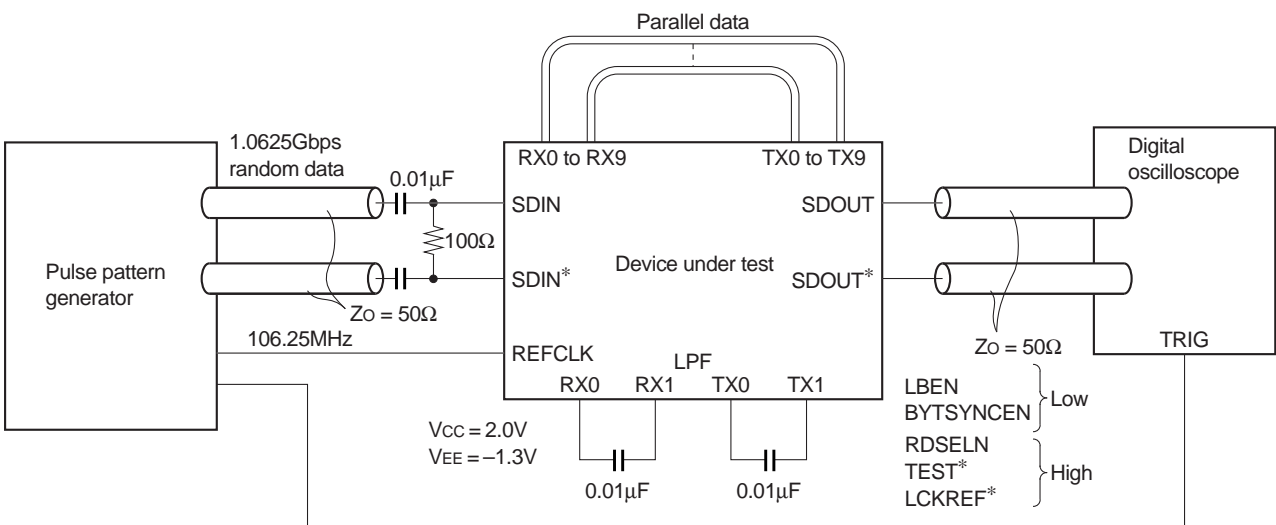 Parallel data
1.0625Gbps
random data
0.01µF
RX0 to RX9
TX0 to TX9
Digital
oscilloscope
SDIN
SDOUT
100Ω
Pulse pattern
generator
SDIN*
Device under test
SDOUT*
ZO = 50Ω
106.25MHz
REFCLK
LPF
RX0
RX1
TX0
TX1
ZO = 50Ω
TRIG
VCC = 2.0V
VEE = –1.3V
0.01µF
0.01µF
LBEN
BYTSYNCEN
Low
RDSELN
TEST*
LCKREF*
High